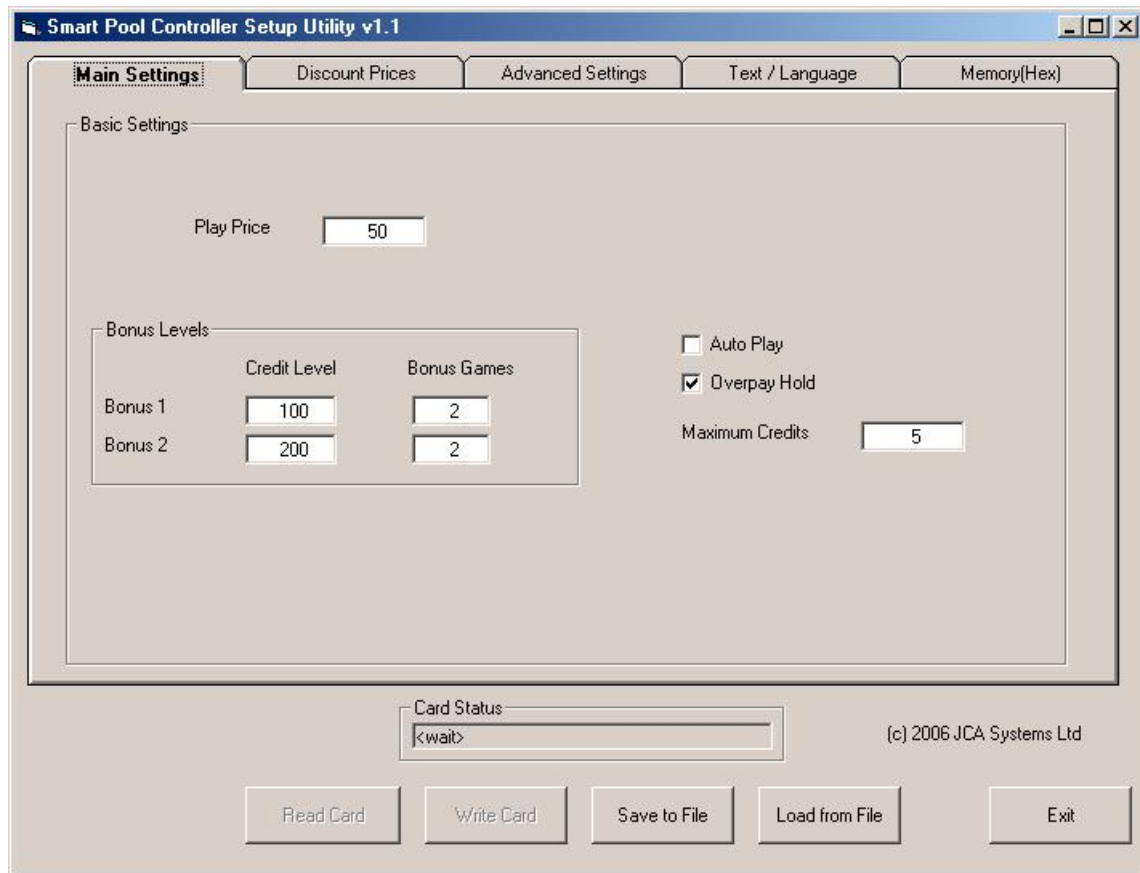 Smart Pool Controller Setup Utility v1.1
Main Settings Discount Prices Advanced Settings Text / Language Memory(Hex)
Basic Settings
Play Price 50
Bonus Levels
Credit Level Bonus Games
Bonus 1 100 2
Bonus 2 200 2
Auto Play
Overpay Hold
Maximum Credits 5
Card Status
<wait>
(c) 2006 JCA Systems Ltd
Read Card Write Card Save to File Load from File Exit